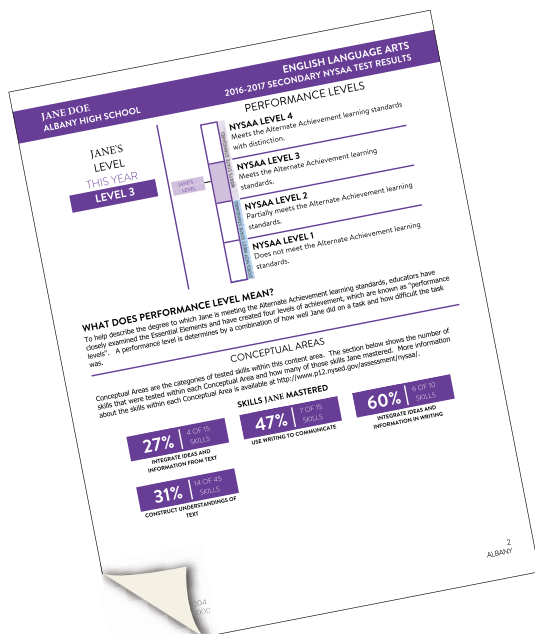 JANE DOE
ALBANY HIGH SCHOOL
ENGLISH LANGUAGE ARTS
2016-2017 SECONDARY NYSAA TEST RESULTS
JANE'S
LEVEL
THIS YEAR
LEVEL 3
JANE'S
LEVEL
PERFORMANCE LEVELS
NYSAA LEVEL 4
Meets the Alternate Achievement learning standards
with distinction.
NYSAA LEVEL 3
Meets the Alternate Achievement learning
standards.
NYSAA LEVEL 2
Partially meets the Alternate Achievement learning
standards.
NYSAA LEVEL 1
Does not meet the Alternate Achievement learning
standards.
WHAT DOES PERFORMANCE LEVEL MEAN?
To help describe the degree to which Jane is meeting the Alternate Achievement learning standards, educators have
closely examined the Essential Elements and have created four levels of achievement, which are known as "performance
levels". A performance level is determines by a combination of how well Jane did on a task and how difficult the task
was.
CONCEPTUAL AREAS
Conceptual Areas are the categories of tested skills within this content area. The section below shows the number of
skills that were tested within each Conceptual Area and how many of those skills Jane mastered. More information
about the skills within each Conceptual Area is available at http://www.p12.nysed.gov/assessment/nysaa/.
SKILLS JANE MASTERED
27% 4 OF 15
SKILLS
INTEGRATE IDEAS AND
INFORMATION FROM TEXT
47% 7 OF 15
SKILLS
USE WRITING TO COMMUNICATE
60% 6 OF 10
SKILLS
INTEGRATE IDEAS AND
INFORMATION IN WRITING
31% 14 OF 45
SKILLS
CONSTRUCT UNDERSTANDINGS OF
TEXT
2
ALBANY